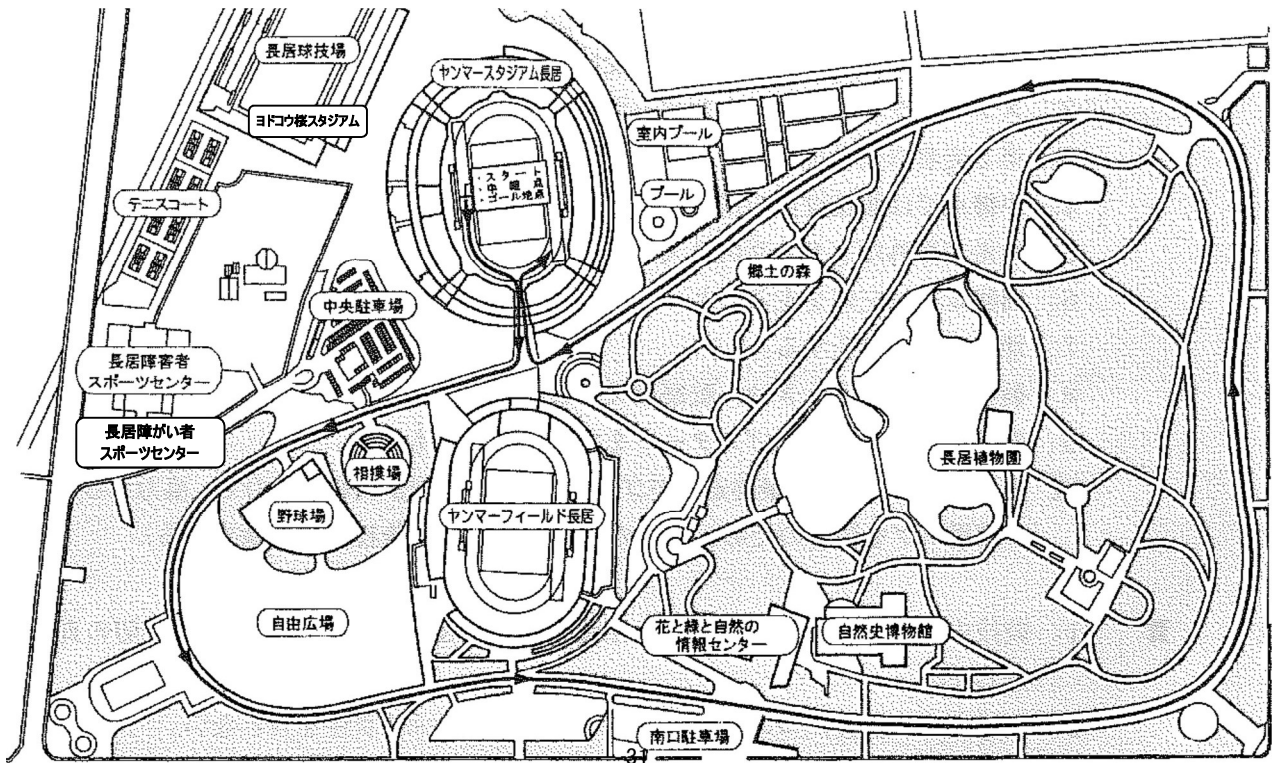 長居球技場
ヨドコウ桜スタジアム
ヤンマースタジアム長居
スタート
・中間点
・ゴール地点
室内プール
プール
テニスコート
郷土の森
中央駐車場
長居障害者
スポーツセンター
長居障がい者
スポーツセンター
相撲場
野球場
ヤンマーフィールド長居
長居植物園
自由広場
花と緑と自然の
情報センター
自然史博物館
南口駐車場
31